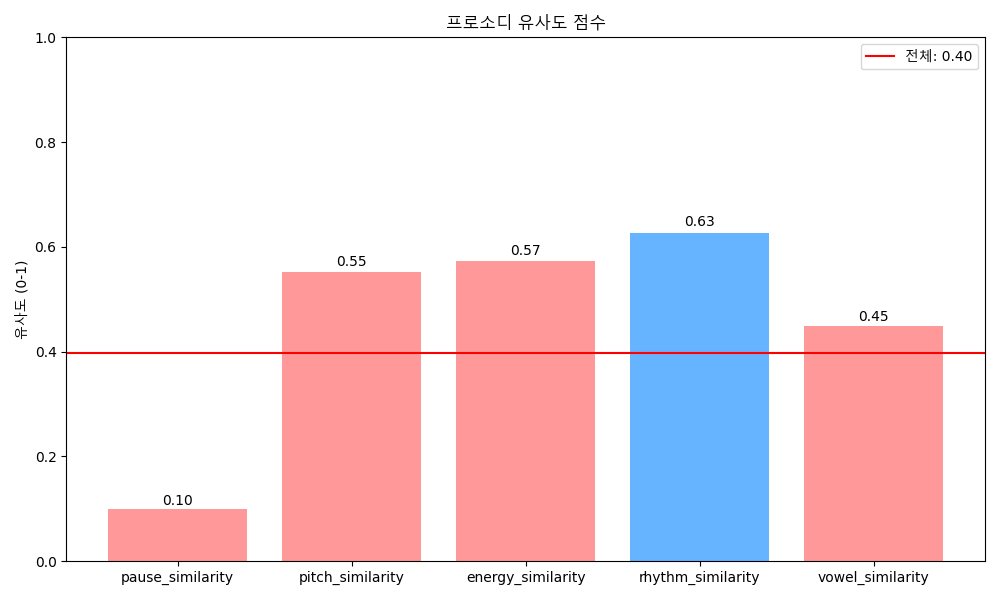 프로소디 유사도 점수
전체: 0.40
유사도 (0-1)
1.0
0.8
0.6
0.4
0.2
0.0
0.10
0.55
0.57
0.63
0.45
pause_similarity
pitch_similarity
energy_similarity
rhythm_similarity
vowel_similarity